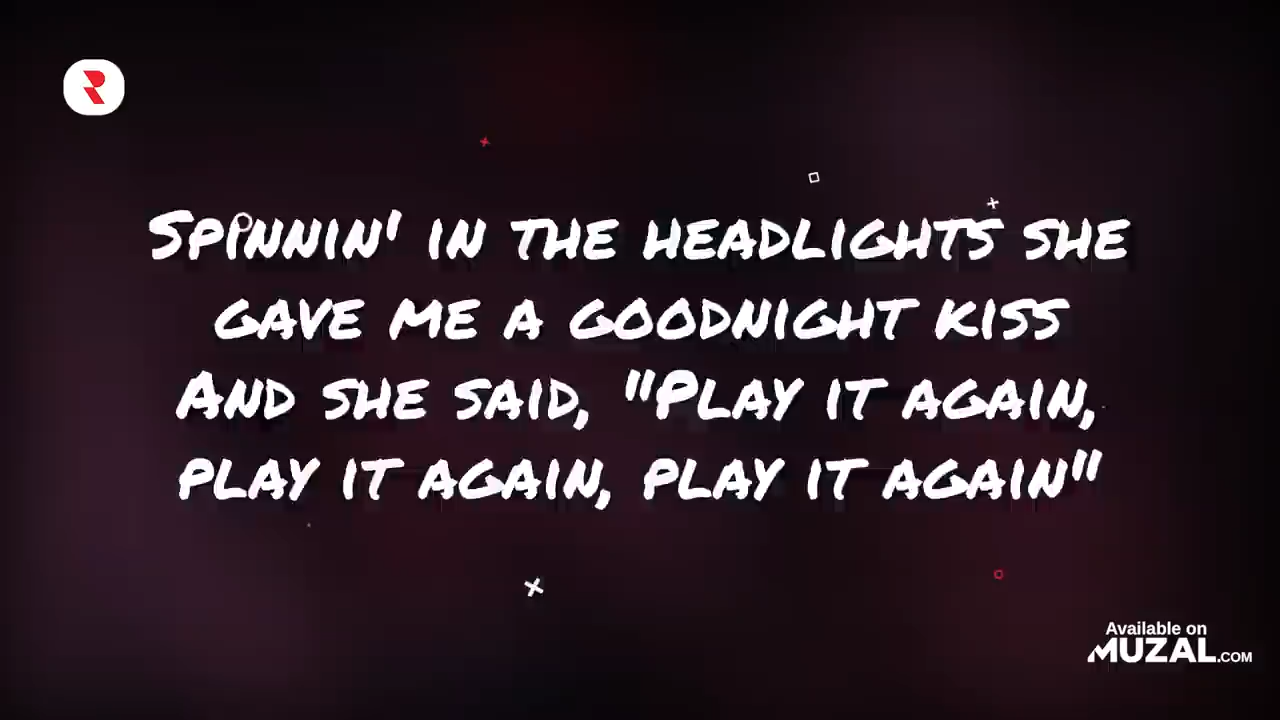 Spinnin' in the headlights she
gave me a goodnight kiss
And she said, "Play it again,
play it again, play it again"
Available on
MUZAL.COM